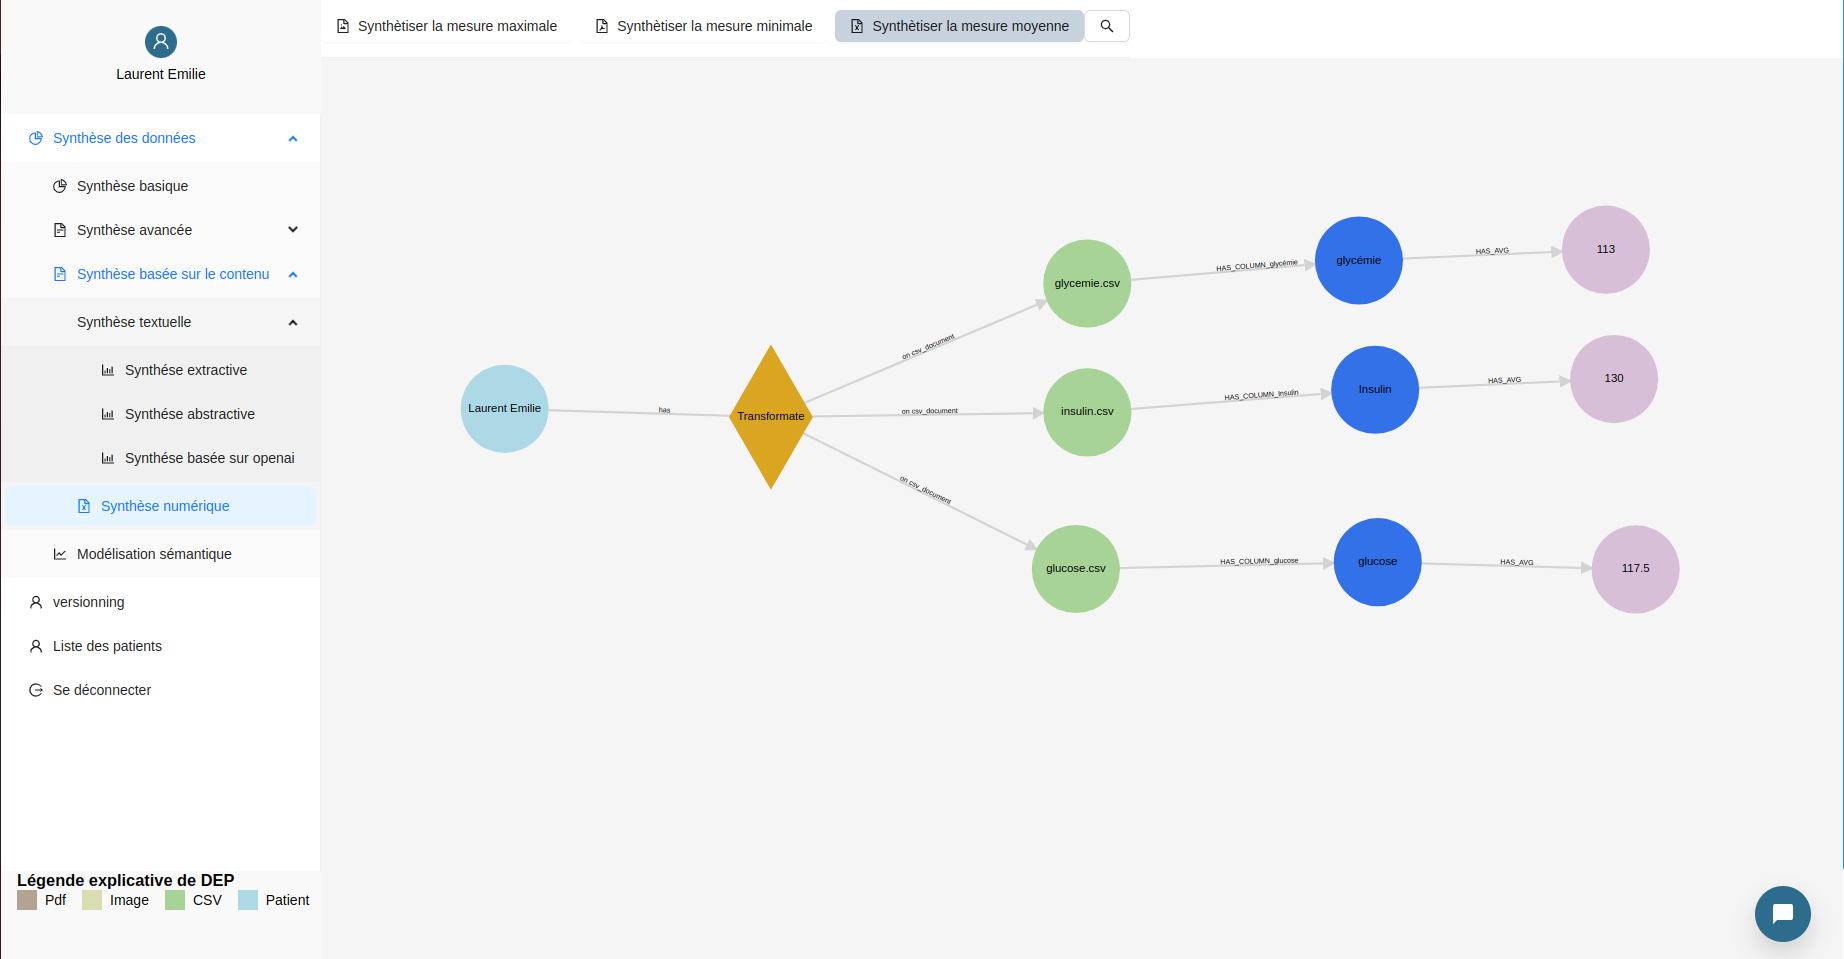 Laurent Emilie
Synthèse des données
Synthèse basique
Synthèse avancée
Synthèse basée sur le contenu
Synthèse textuelle
Synthése extractive
Synthése abstractive
Synthése basée sur openai
Synthèse numérique
Modélisation sémantique
versionning
Liste des patients
Se déconnecter
Légende explicative de DEP
Pdf Image CSV Patient
Synthètiser la mesure maximale Synthètiser la mesure minimale Synthètiser la mesure moyenne
Laurent Emilie
has
Transformate
on csv_document
glycemie.csv
HAS_COLUMN_glycémie
glycémie
HAS_AVG
113
on csv_document
insulin.csv
HAS_COLUMN_Insulin
Insulin
HAS_AVG
130
on csv_document
glucose.csv
HAS_COLUMN_glucose
glucose
HAS_AVG
117.5